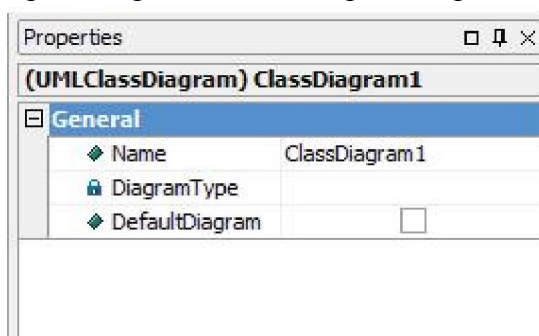 Properties
(UMLClassDiagram) ClassDiagram1
General
Name ClassDiagram1
DiagramType
DefaultDiagram